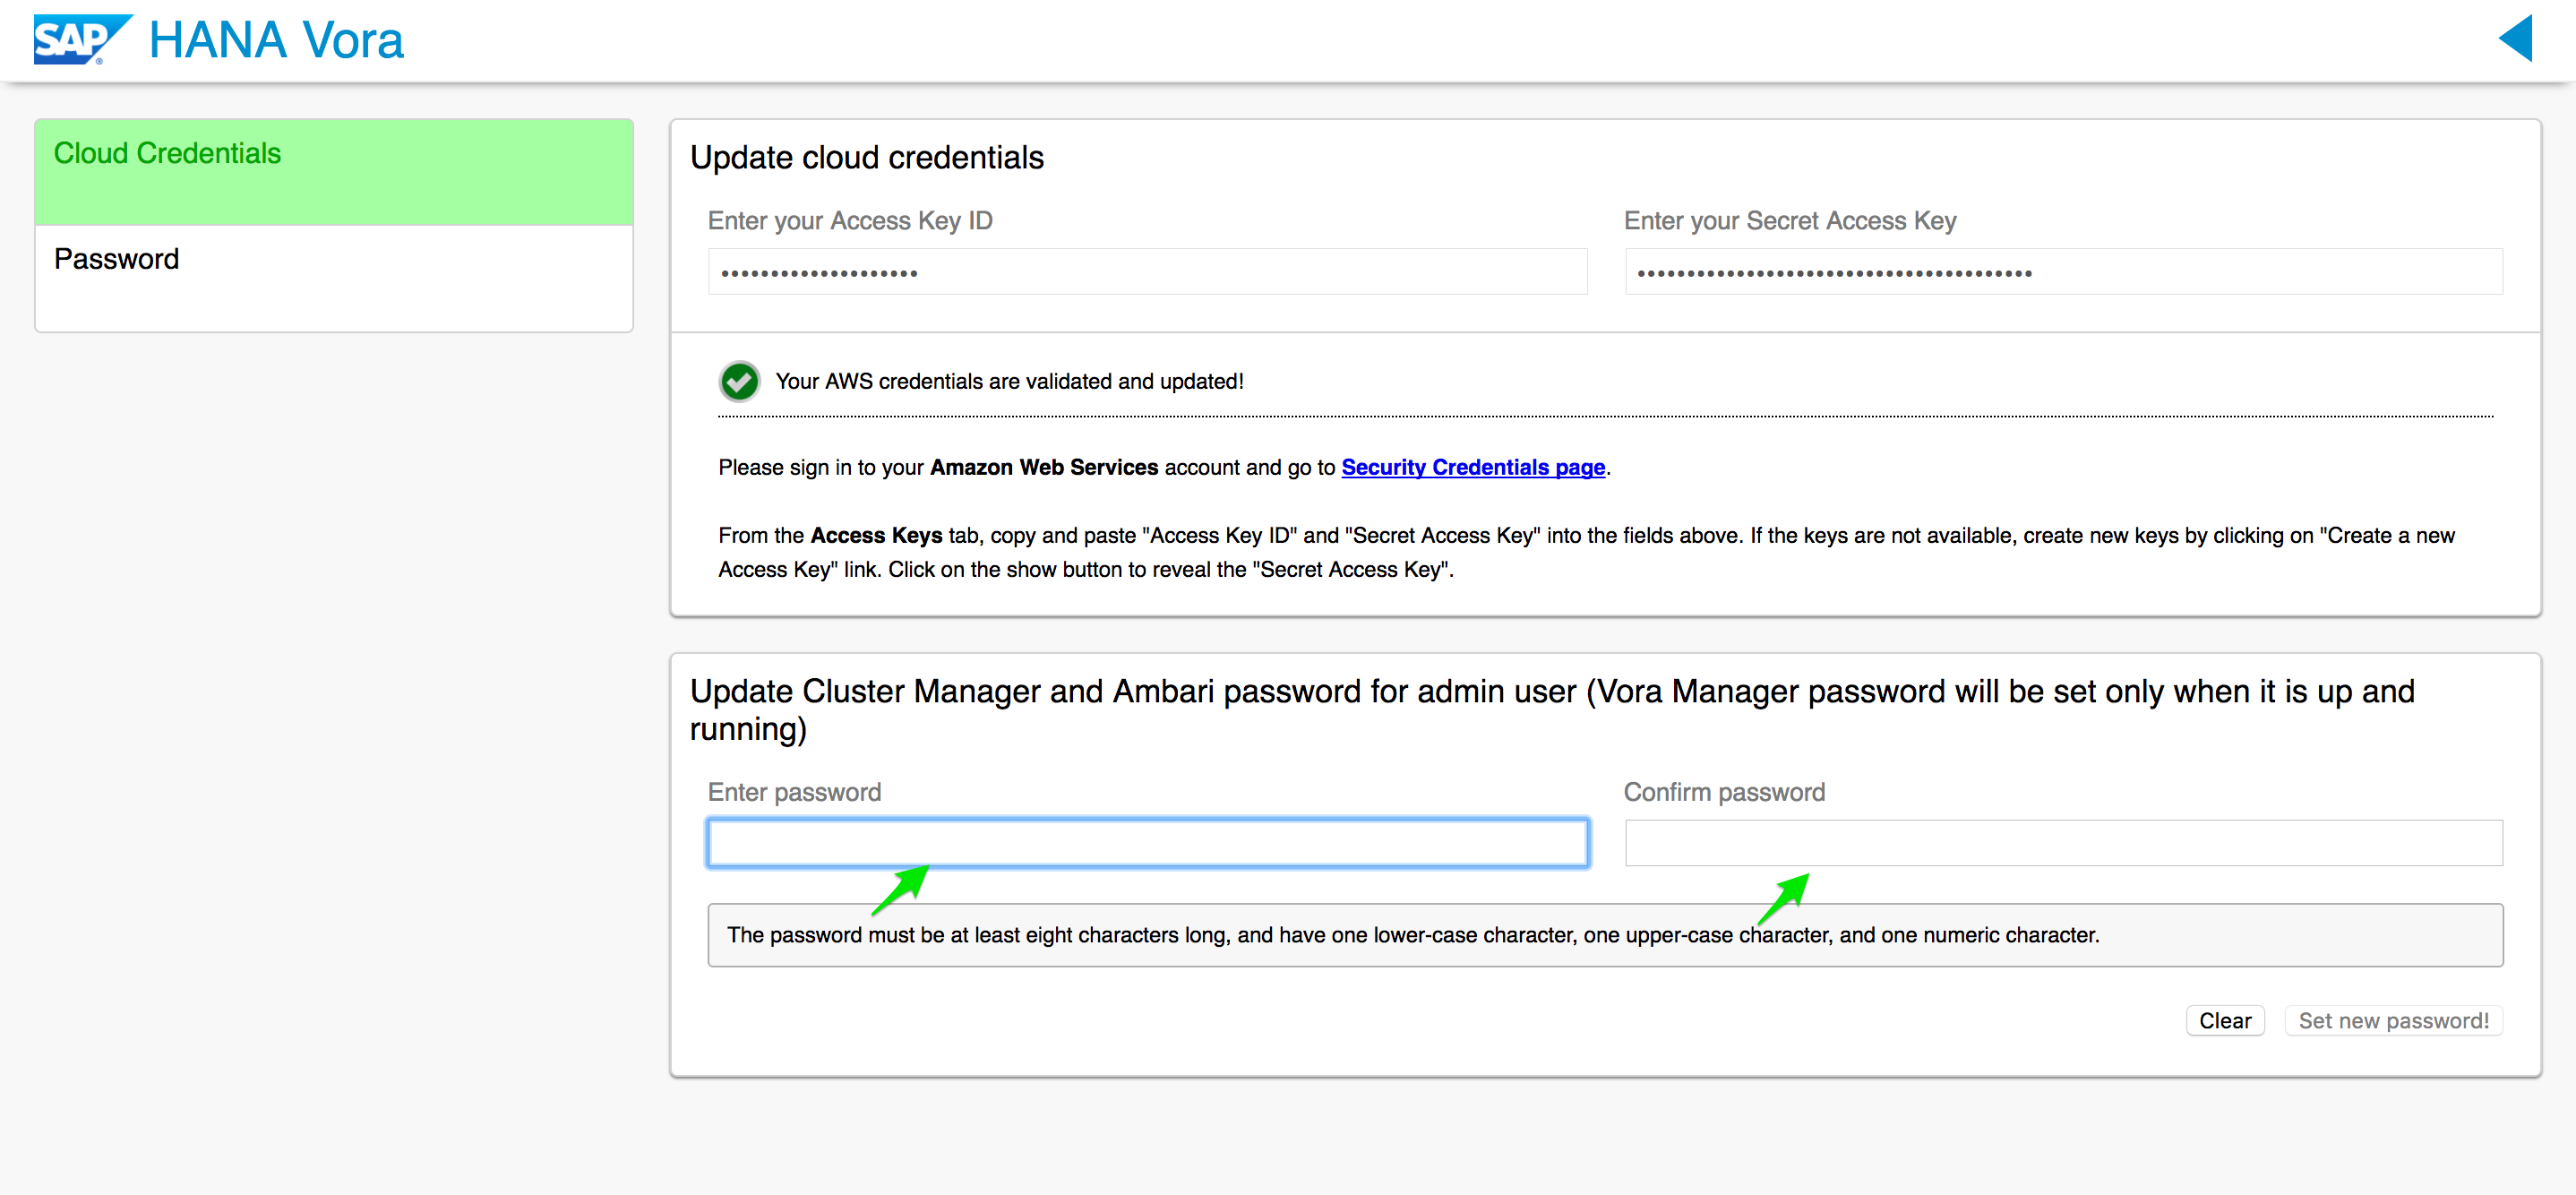 SAP® HANA Vora
Cloud Credentials
Password
Update cloud credentials
Enter your Access Key ID
Enter your Secret Access Key
••••••••••••••••••••
••••••••••••••••••••••••••••••••••••••••
Your AWS credentials are validated and updated!
Please sign in to your Amazon Web Services account and go to Security Credentials page.
From the Access Keys tab, copy and paste "Access Key ID" and "Secret Access Key" into the fields above. If the keys are not available, create new keys by clicking on "Create a new
Access Key" link. Click on the show button to reveal the "Secret Access Key".
Update Cluster Manager and Ambari password for admin user (Vora Manager password will be set only when it is up and
running)
Enter password
Confirm password
The password must be at least eight characters long, and have one lower-case character, one upper-case character, and one numeric character.
Clear
Set new password!